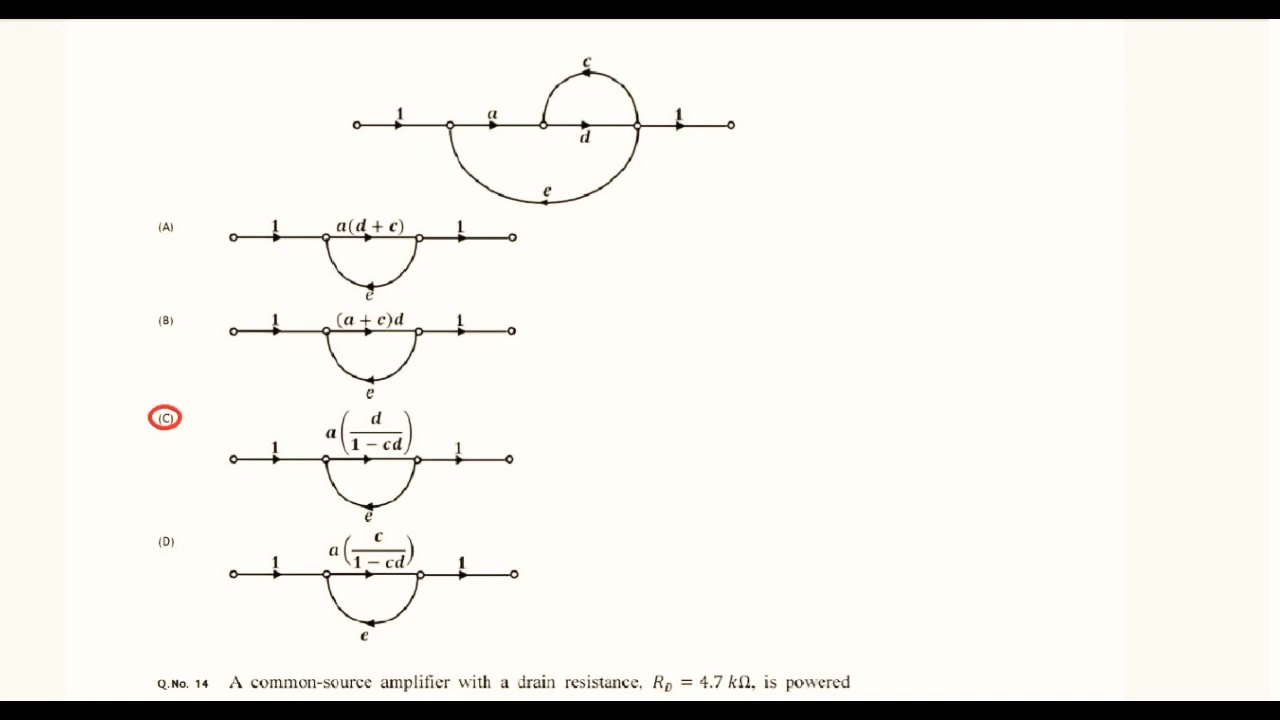 c
1 a 1
d
e
(A) 1 a(d + c) 1
e
(B) 1 (a + c)d 1
e
(C) 1 a(d/1 − cd) 1
e
(D) 1 a(c/1 − cd) 1
e
Q.No. 14 A common-source amplifier with a drain resistance, R_D = 4.7 kΩ, is powered